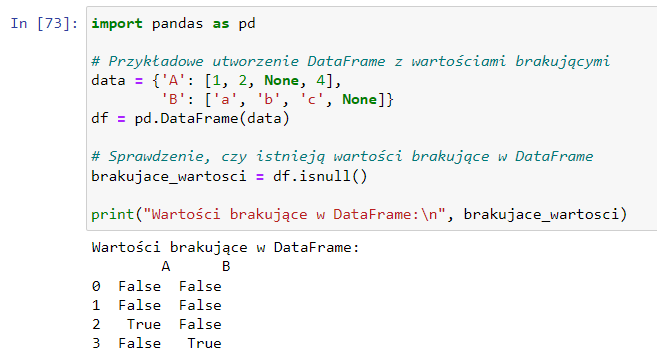 In [73]: import pandas as pd
# Przykładowe utworzenie DataFrame z wartościami brakującymi
data = {'A': [1, 2, None, 4],
'B': ['a', 'b', 'c', None]}
df = pd.DataFrame(data)
# Sprawdzenie, czy istnieją wartości brakujące w DataFrame
brakujace_wartosci = df.isnull()
print("Wartości brakujące w DataFrame:\n", brakujace_wartosci)
Wartości brakujące w DataFrame:
A B
0 False False
1 False False
2 True False
3 False True